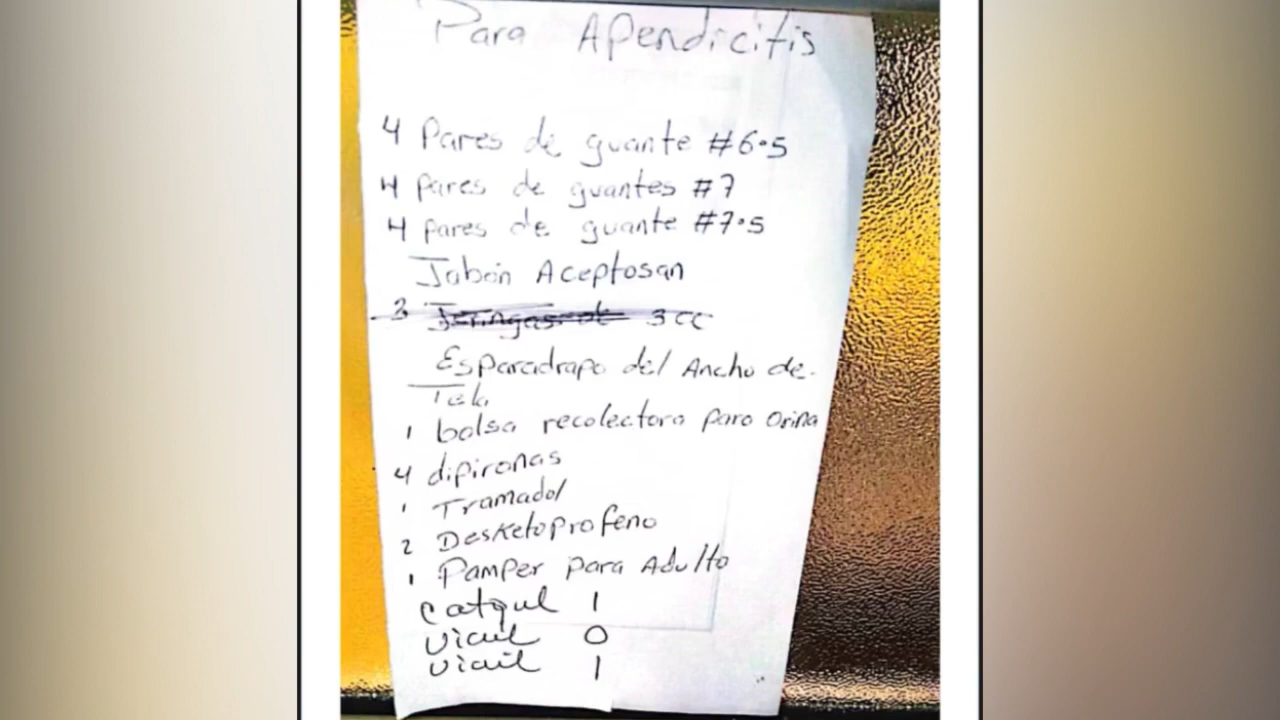 Para Apendicitis
4 Pares de guante #6.5
4 pares de guantes #7
4 pares de guante #7.5
Jabón Aceptosan
3 Jeringas de 3cc
Esparadrapo del Ancho de
Tela
1 bolsa recolectora para orina
4 dipironas
1 Tramadol
2 Desketoprofeno
1 Pamper para Adulto
Catgul 1
Vicril 0
Vicril 1